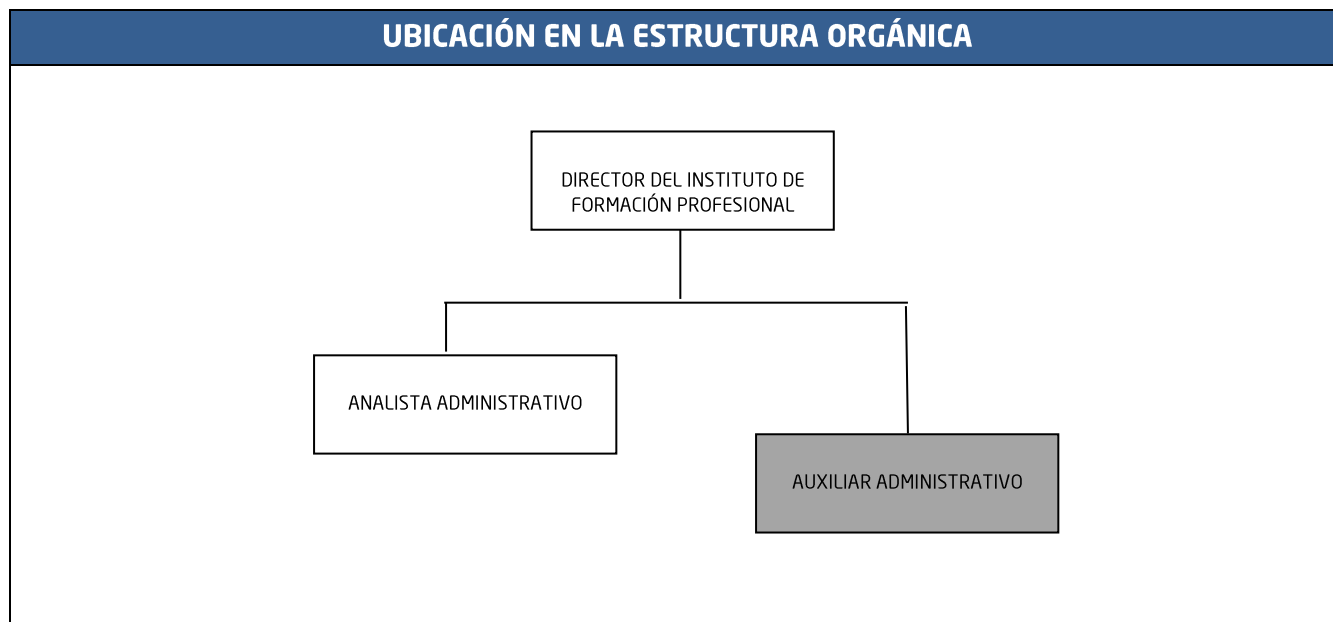 UBICACIÓN EN LA ESTRUCTURA ORGÁNICA
DIRECTOR DEL INSTITUTO DE
FORMACIÓN PROFESIONAL
ANALISTA ADMINISTRATIVO
AUXILIAR ADMINISTRATIVO